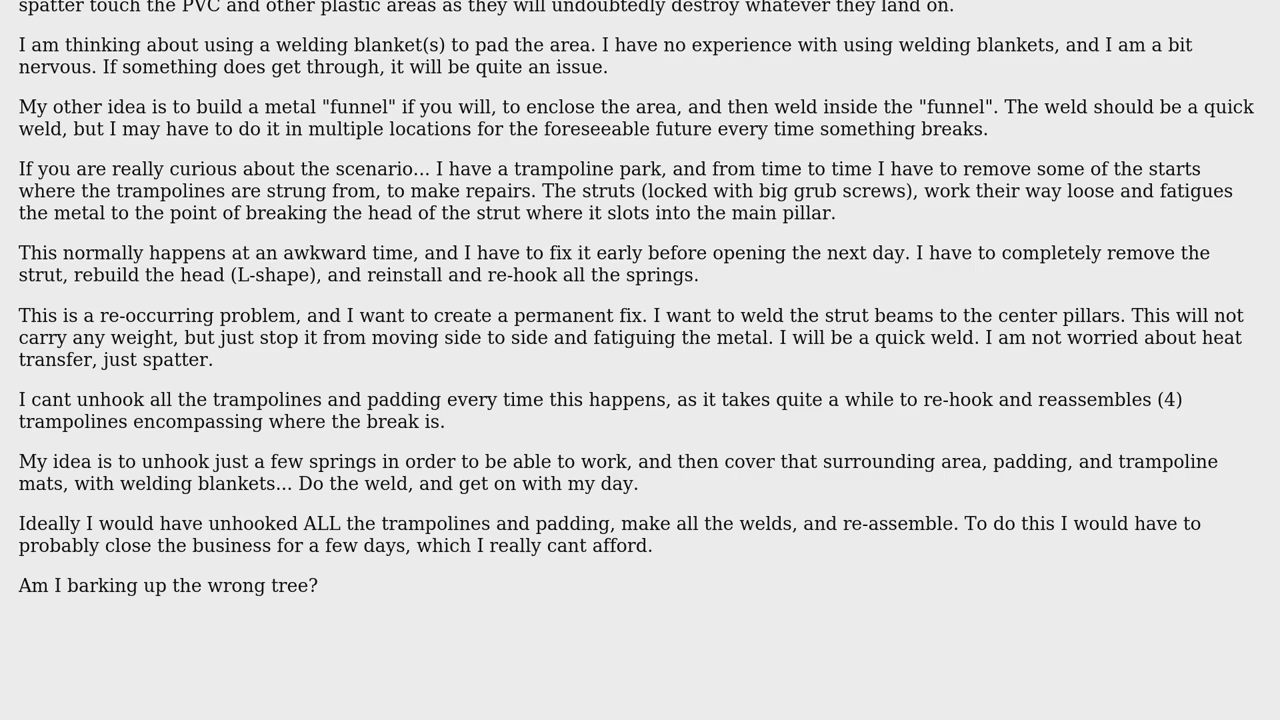 spatter touch the PVC and other plastic areas as they will undoubtedly destroy whatever they land on.
I am thinking about using a welding blanket(s) to pad the area. I have no experience with using welding blankets, and I am a bit
nervous. If something does get through, it will be quite an issue.
My other idea is to build a metal "funnel" if you will, to enclose the area, and then weld inside the "funnel". The weld should be a quick
weld, but I may have to do it in multiple locations for the foreseeable future every time something breaks.
If you are really curious about the scenario... I have a trampoline park, and from time to time I have to remove some of the starts
where the trampolines are strung from, to make repairs. The struts (locked with big grub screws), work their way loose and fatigues
the metal to the point of breaking the head of the strut where it slots into the main pillar.
This normally happens at an awkward time, and I have to fix it early before opening the next day. I have to completely remove the
strut, rebuild the head (L-shape), and reinstall and re-hook all the springs.
This is a re-occurring problem, and I want to create a permanent fix. I want to weld the strut beams to the center pillars. This will not
carry any weight, but just stop it from moving side to side and fatiguing the metal. I will be a quick weld. I am not worried about heat
transfer, just spatter.
I cant unhook all the trampolines and padding every time this happens, as it takes quite a while to re-hook and reassembles (4)
trampolines encompassing where the break is.
My idea is to unhook just a few springs in order to be able to work, and then cover that surrounding area, padding, and trampoline
mats, with welding blankets... Do the weld, and get on with my day.
Ideally I would have unhooked ALL the trampolines and padding, make all the welds, and re-assemble. To do this I would have to
probably close the business for a few days, which I really cant afford.
Am I barking up the wrong tree?